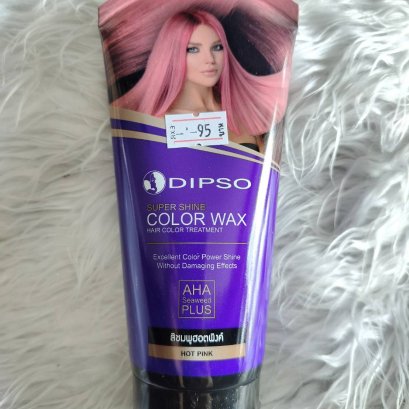 -95
DIPSO
SUPER SHINE
COLOR WAX
HAIR COLOR TREATMENT
Excellent Color Power Shine
Without Damaging Effects
AHA
Seaweed
PLUS
สีชมพูฮอตพิงค์
HOT PINK